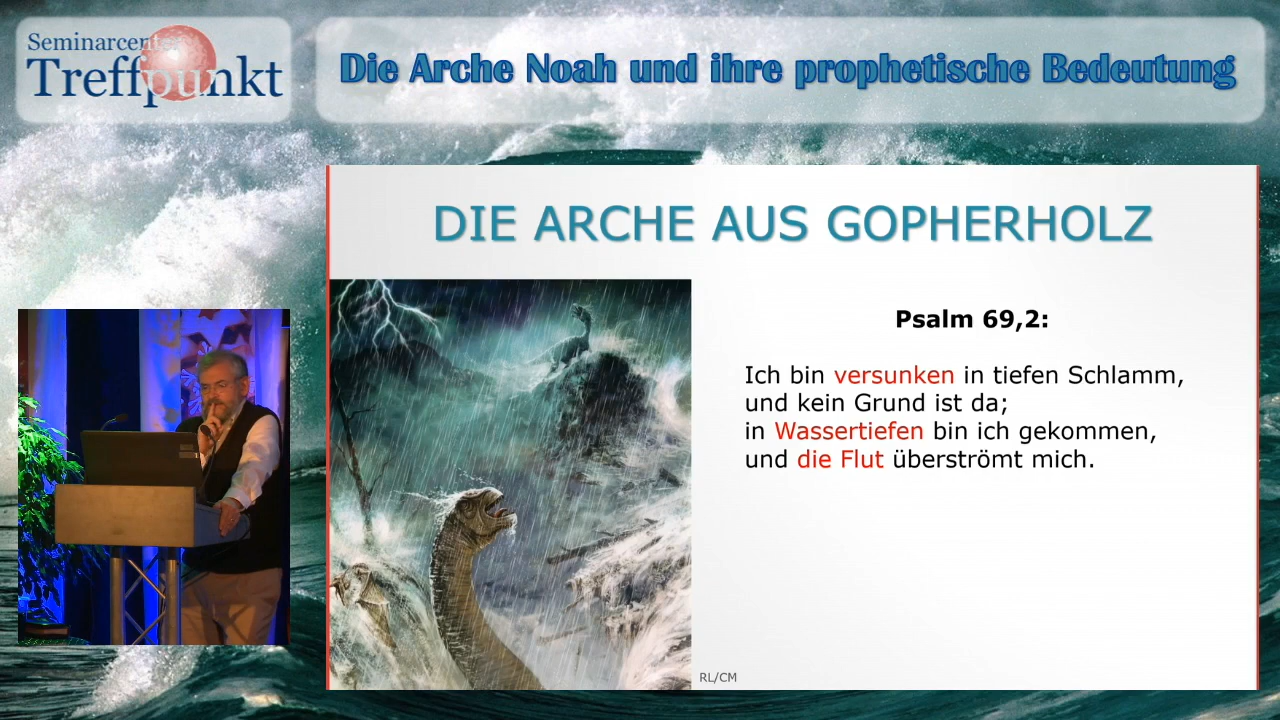 Seminarcenter
Treffpunkt
Die Arche Noah und ihre prophetische Bedeutung
DIE ARCHE AUS GOPHERHOLZ
Psalm 69,2:
Ich bin versunken in tiefen Schlamm,
und kein Grund ist da;
in Wassertiefen bin ich gekommen,
und die Flut überströmt mich.
RL/CM